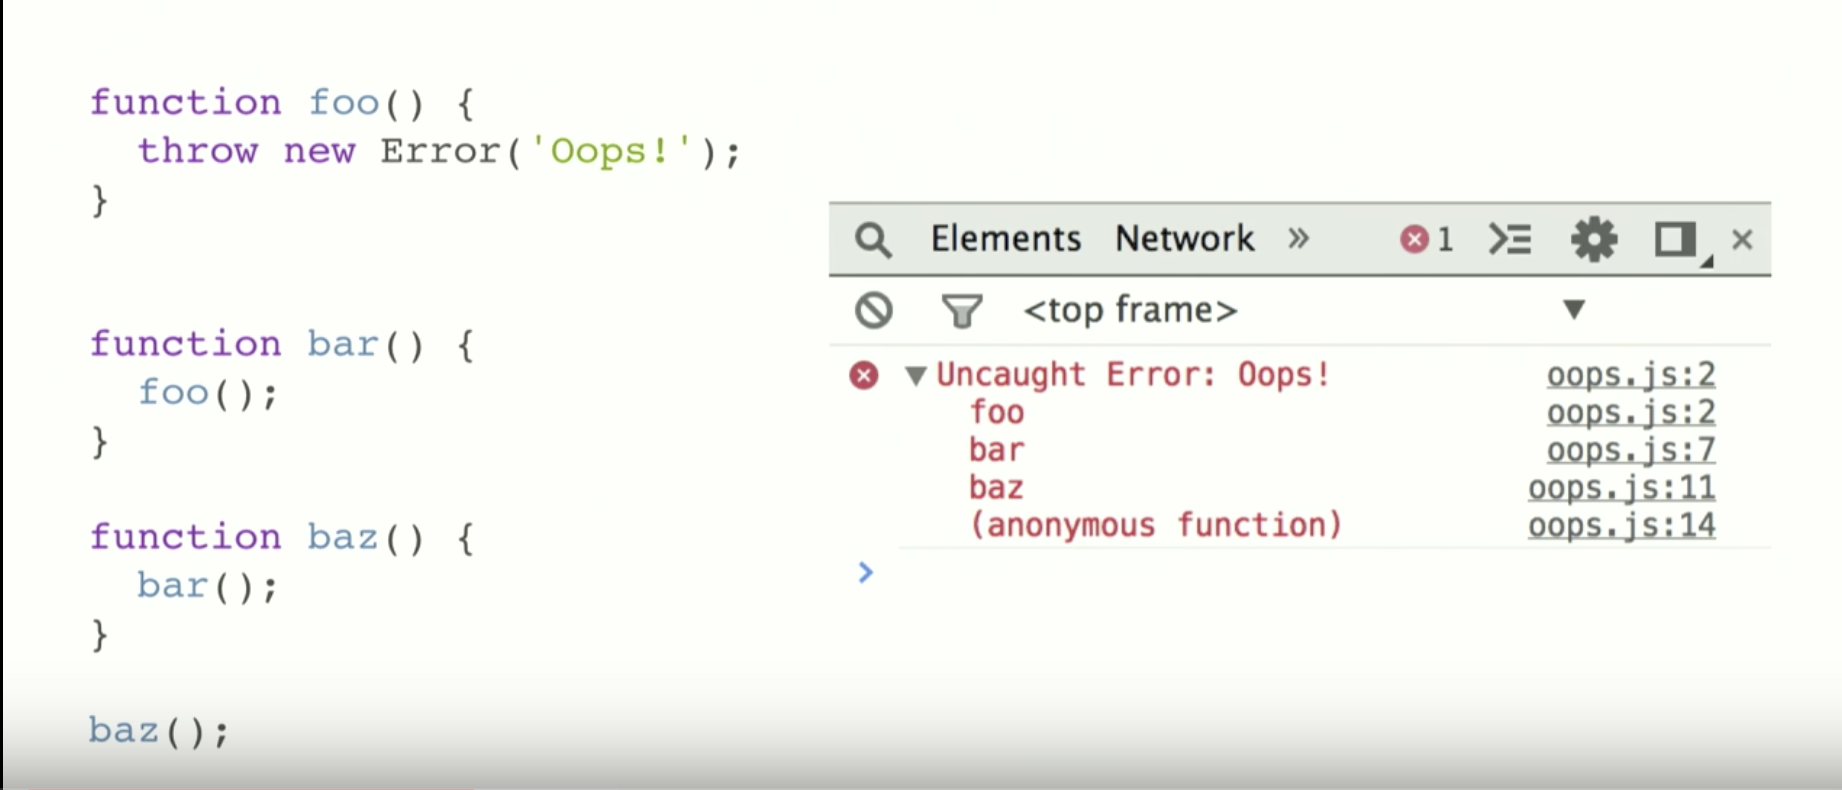 function foo() {
  throw new Error('Oops!');
}
function bar() {
  foo();
}
function baz() {
  bar();
}
baz();
Elements Network » 1 ×
<top frame> ▼
▼ Uncaught Error: Oops! oops.js:2
foo oops.js:2
bar oops.js:7
baz oops.js:11
(anonymous function) oops.js:14
>